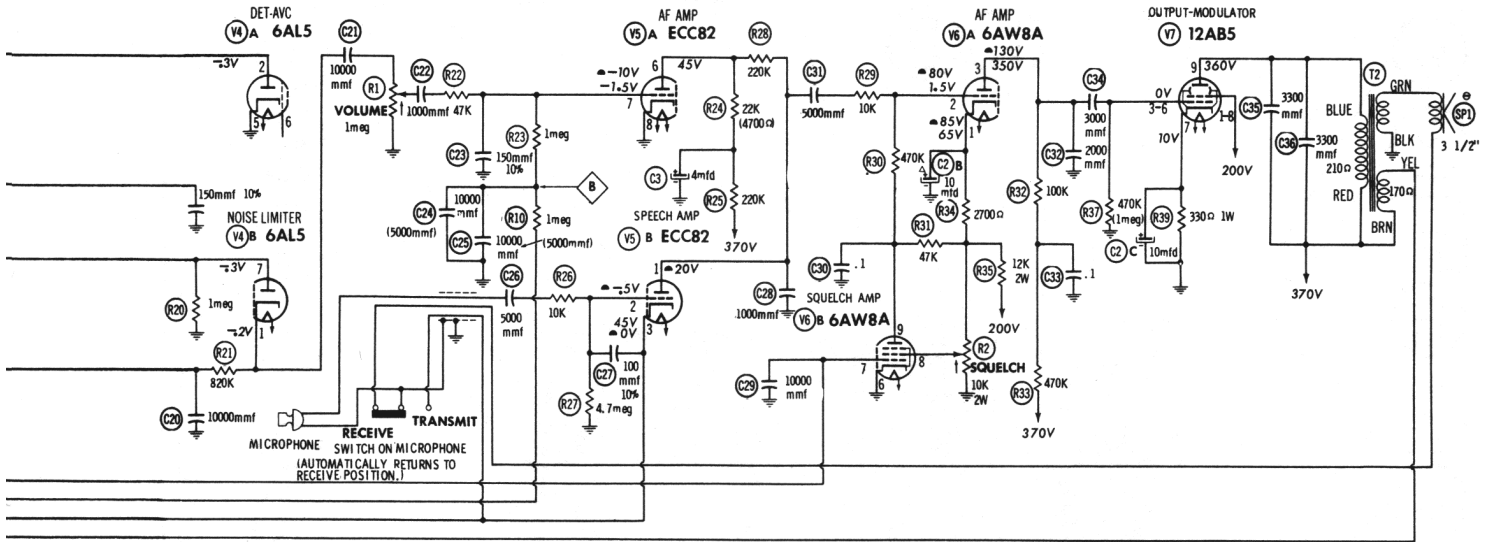 DET-AVC
V4 A 6AL5
-.3V
2
5
6
C21
10000
mmf
R1
VOLUME
1meg
C22
1000mmf
R22
47K
AF AMP
V5 A ECC82
6
45V
-10V
-1.5V
7
8
R28
220K
R24
22K
(4700Ω)
R23
1meg
C23
150mmf
10%
C3
4mfd
R25
220K
370V
B
C24
(5000mmf)
10000
mmf
C25
10000
mmf
R10
1meg
(5000mmf)
150mmf 10%
NOISE LIMITER
V4 B 6AL5
-.3V
7
R20
1meg
-.2V
1
R21
820K
C20
10000mmf
SPEECH AMP
V5 B ECC82
1
20V
-.5V
2
45V
0V
3
C26
5000
mmf
R26
10K
C27
100
mmf
10%
R27
4.7meg
C28
1000mmf
MICROPHONE
RECEIVE
TRANSMIT
SWITCH ON MICROPHONE
(AUTOMATICALLY RETURNS TO
RECEIVE POSITION.)
C31
5000mmf
R29
10K
AF AMP
V6 A 6AW8A
130V
3
350V
80V
1.5V
2
85V
65V
1
R30
470K
C2 B
10
mfd
R34
2700Ω
R31
47K
C30
.1
R35
12K
2W
200V
SQUELCH AMP
V6 B 6AW8A
9
7
8
6
C29
10000
mmf
R2
SQUELCH
10K
2W
R32
100K
C33
.1
R33
470K
370V
C34
3000
mmf
C32
2000
mmf
R37
470K
(1meg)
OUTPUT-MODULATOR
V7 12AB5
9
360V
0V
3-6
1-8
10V
7
200V
C2 C
10mfd
R39
330Ω 1W
C35
3300
mmf
C36
3300
mmf
370V
T2
BLUE
210Ω
RED
GRN
BLK
YEL
170Ω
BRN
SP1
3 1/2"